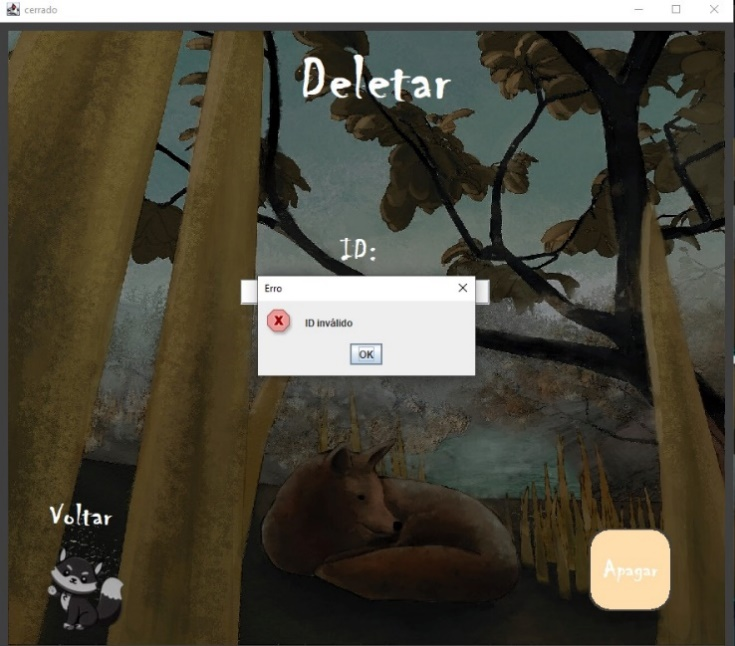 cerrado
Deletar
ID:
Erro
ID inválido
OK
Voltar
Apagar